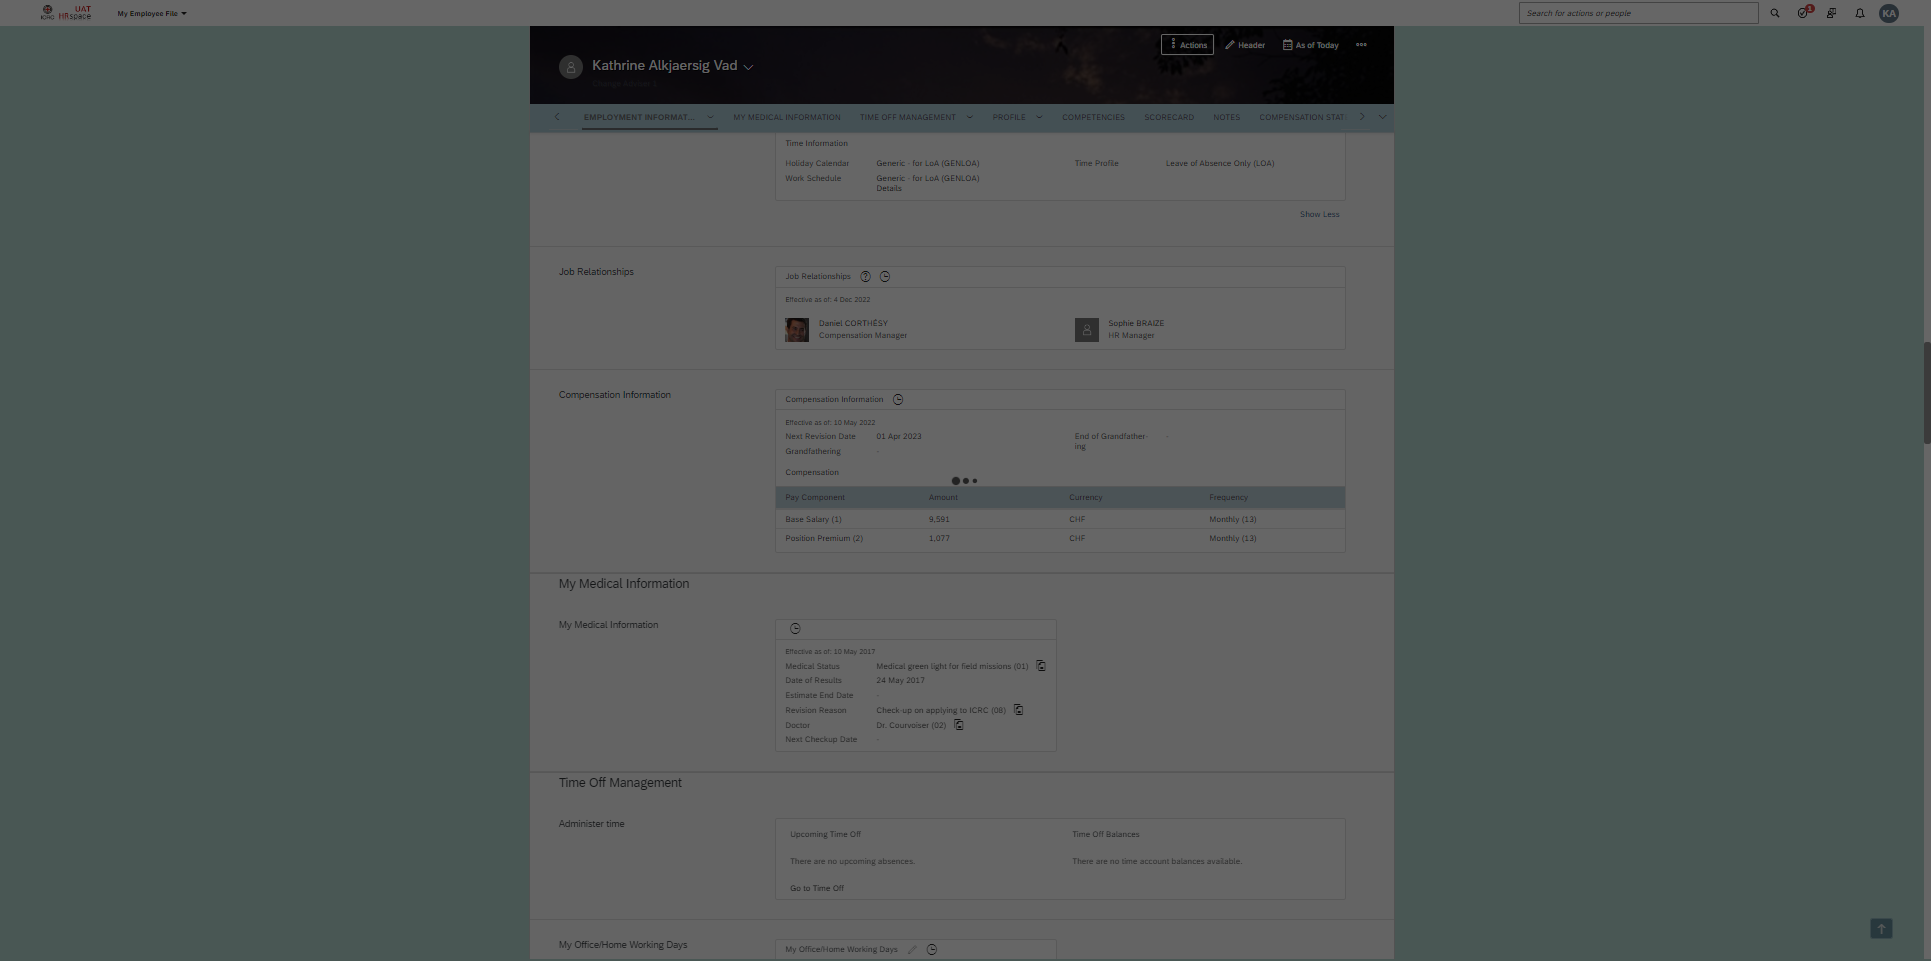 ICRC UAT HRspace My Employee File
Search for actions or people
1
KA
Actions Header As of Today
Kathrine Alkjaersig Vad
EMPLOYMENT INFORMAT... MY MEDICAL INFORMATION TIME OFF MANAGEMENT PROFILE COMPETENCIES SCORECARD NOTES COMPENSATION STAT
Time Information
Holiday Calendar Generic - for LoA (GENLOA) Time Profile Leave of Absence Only (LOA)
Work Schedule Generic - for LoA (GENLOA)
Details
Show Less
Job Relationships
Job Relationships
Effective as of: 4 Dec 2022
Daniel CORTHÉSY Sophie BRAIZE
Compensation Manager HR Manager
Compensation Information
Compensation Information
Effective as of: 10 May 2022
Next Revision Date 01 Apr 2023 End of Grandfather-
ing -
Grandfathering -
Compensation
Pay Component Amount Currency Frequency
Base Salary (1) 9,591 CHF Monthly (13)
Position Premium (2) 1,077 CHF Monthly (13)
My Medical Information
My Medical Information
Effective as of: 10 May 2017
Medical Status Medical green light for field missions (01)
Date of Results 24 May 2017
Estimate End Date -
Revision Reason Check-up on applying to ICRC (08)
Doctor Dr. Courvoiser (02)
Next Checkup Date -
Time Off Management
Administer time
Upcoming Time Off Time Off Balances
There are no upcoming absences. There are no time account balances available.
Go to Time Off
My Office/Home Working Days
My Office/Home Working Days